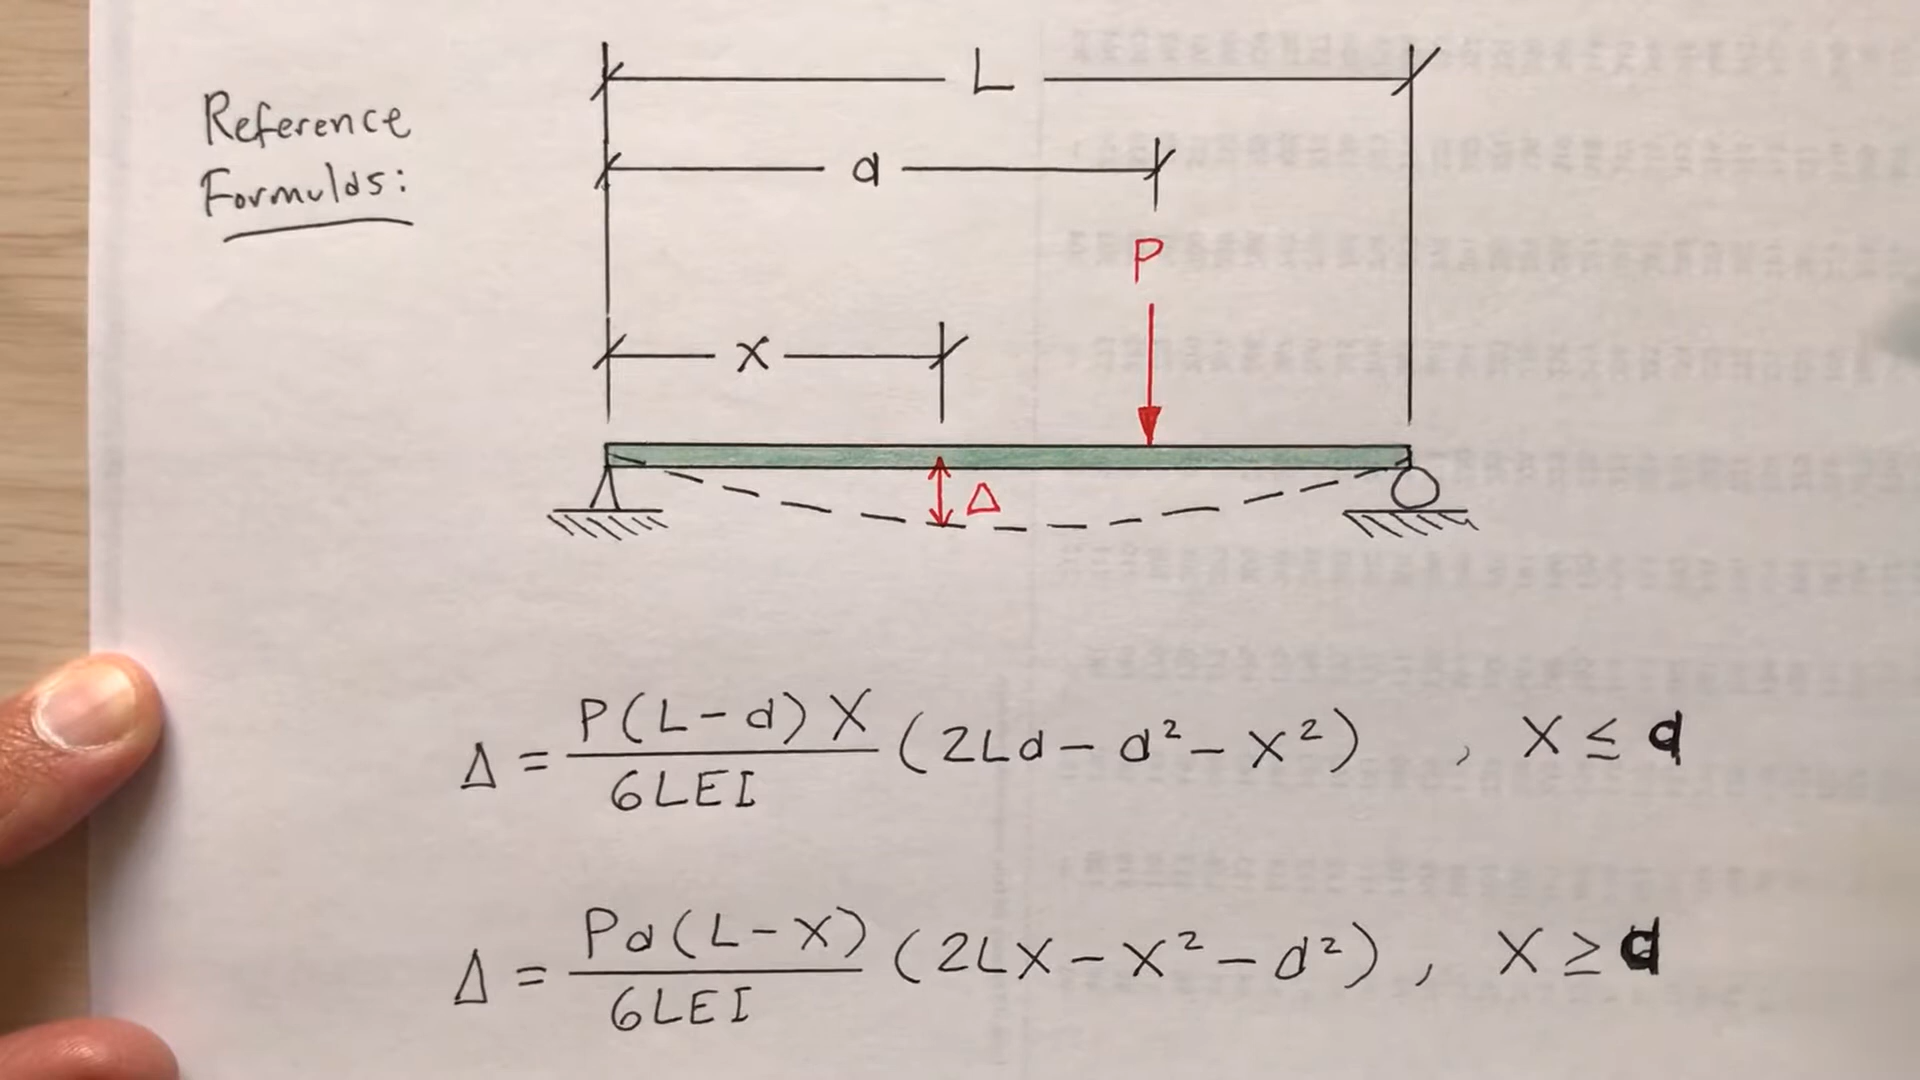 Reference
Formulas:
L
a
P
x
Δ
Δ = P(L-a)X / 6LEI (2La - a² - X²) , X ≤ a
Δ = Pa(L-X) / 6LEI (2LX - X² - a²) , X ≥ a